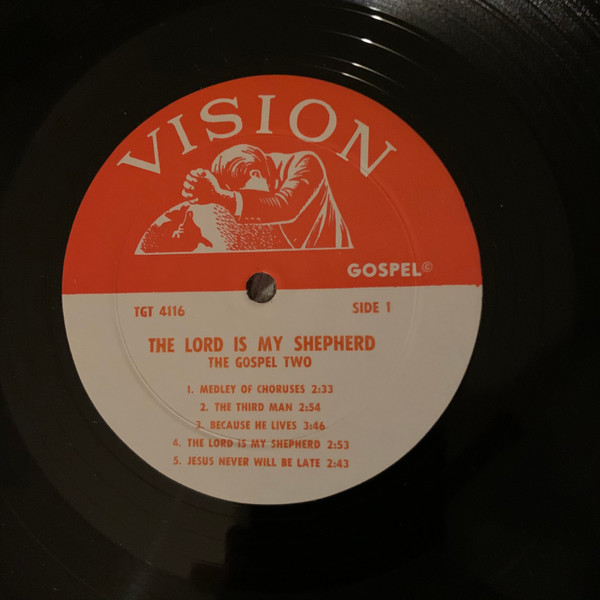 VISION
GOSPEL©
TGT 4116 SIDE 1
THE LORD IS MY SHEPHERD
THE GOSPEL TWO
1. MEDLEY OF CHORUSES 2:33
2. THE THIRD MAN 2:54
3. BECAUSE HE LIVES 3:46
4. THE LORD IS MY SHEPHERD 2:53
5. JESUS NEVER WILL BE LATE 2:43